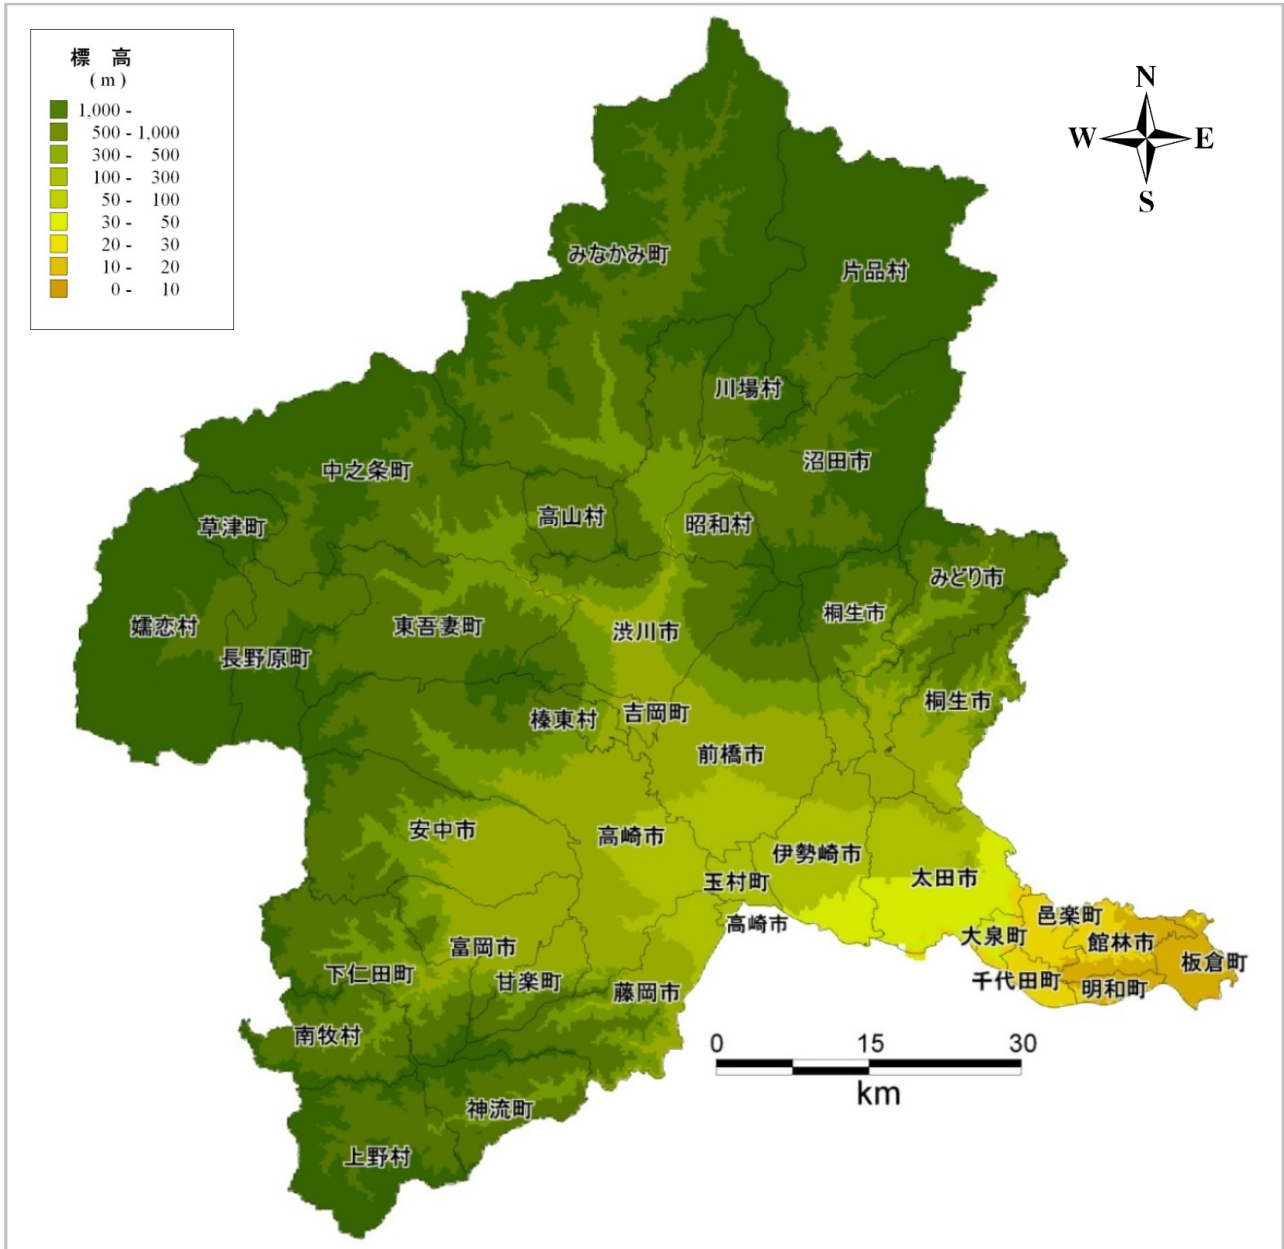 標 高
( m )
1,000 -
500 - 1,000
300 - 500
100 - 300
50 - 100
30 - 50
20 - 30
10 - 20
0 - 10
N
W E
S
みなかみ町
片品村
川場村
沼田市
中之条町
高山村
昭和村
草津町
みどり市
桐生市
嬬恋村
東吾妻町
渋川市
長野原町
桐生市
榛東村
吉岡町
前橋市
安中市
高崎市
伊勢崎市
玉村町
太田市
高崎市
邑楽町
大泉町
館林市
板倉町
千代田町
明和町
富岡市
下仁田町
甘楽町
藤岡市
南牧村
神流町
上野村
0 15 30
km